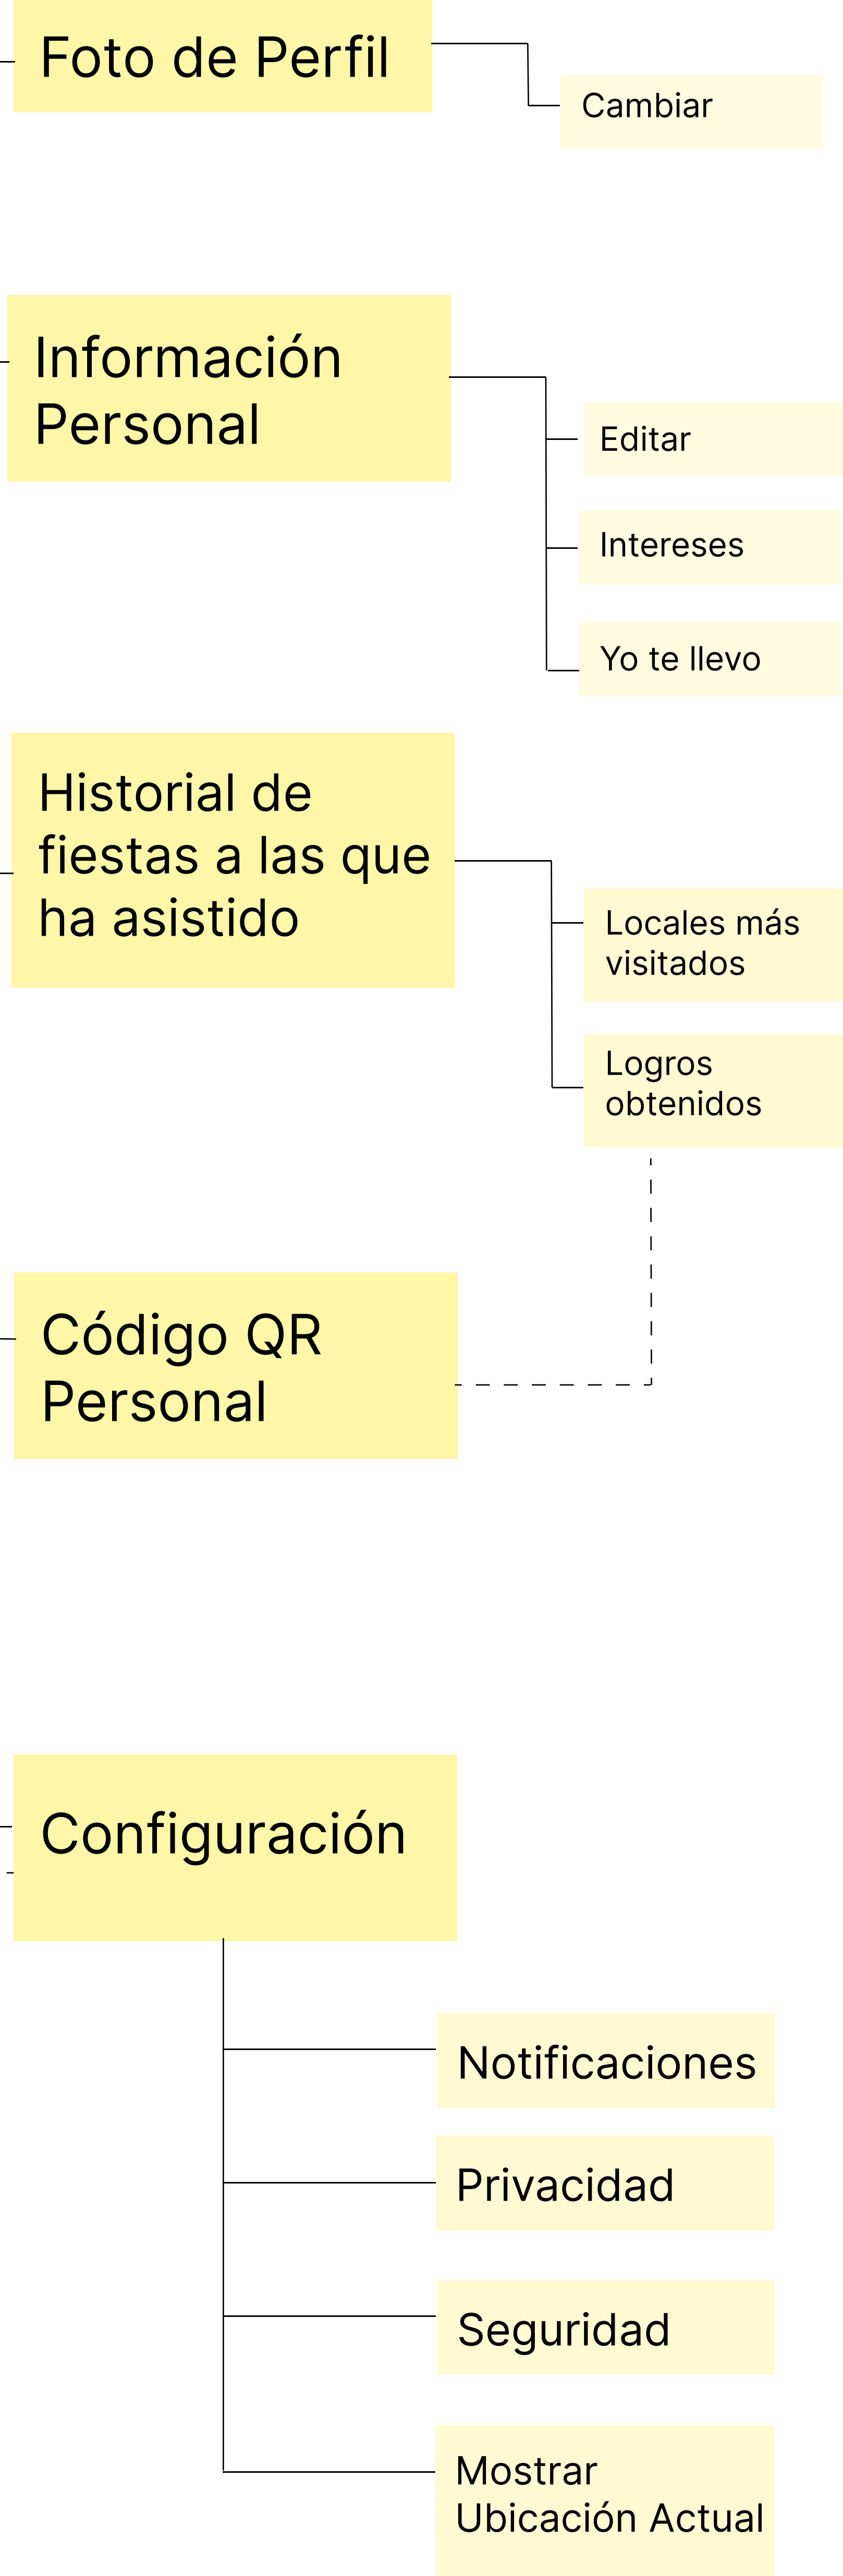 Foto de Perfil
Cambiar
Información
Personal
Editar
Intereses
Yo te llevo
Historial de
fiestas a las que
ha asistido
Locales más
visitados
Logros
obtenidos
Código QR
Personal
Configuración
Notificaciones
Privacidad
Seguridad
Mostrar
Ubicación Actual